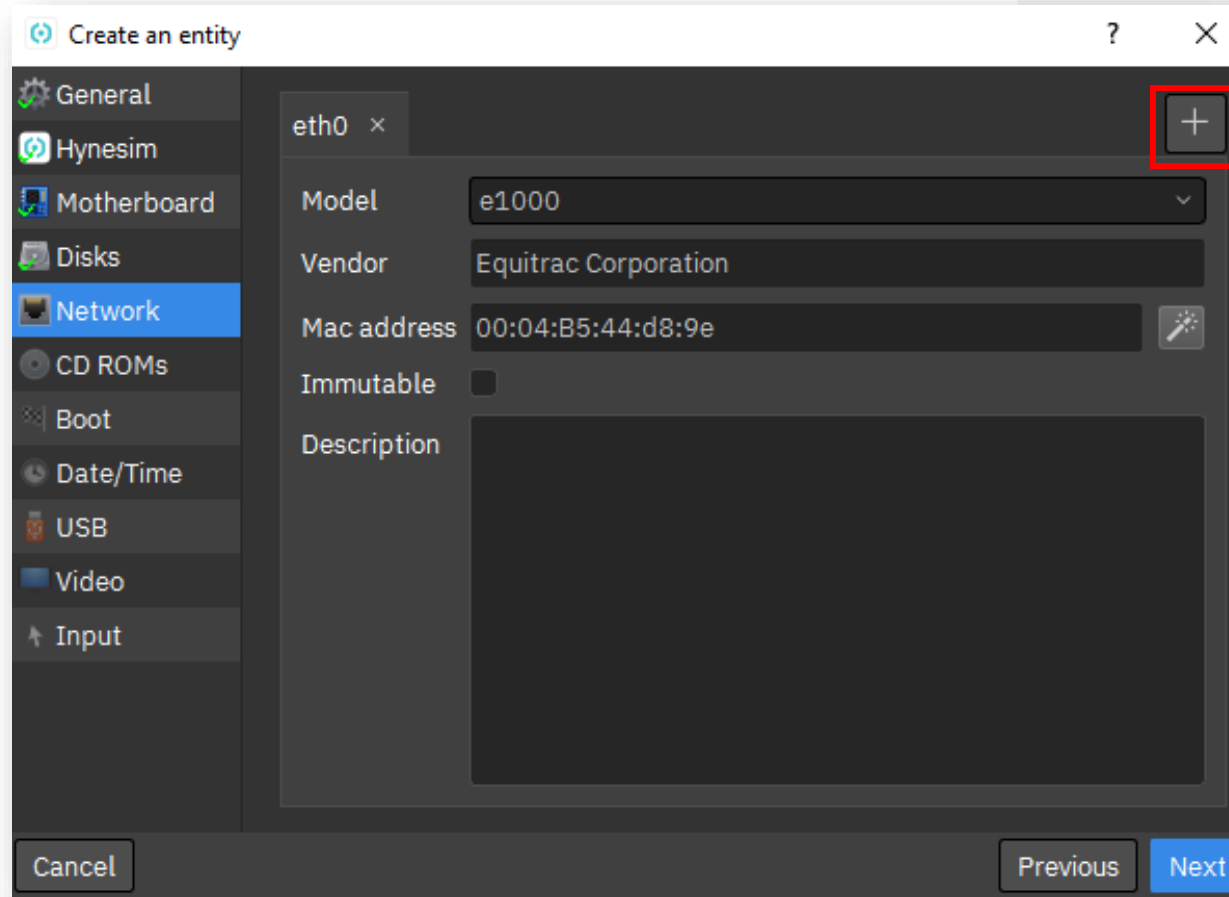 Create an entity ? ×
General
Hynesim
Motherboard
Disks
Network
CD ROMs
Boot
Date/Time
USB
Video
Input
eth0 × +
Model e1000
Vendor Equitrac Corporation
Mac address 00:04:B5:44:d8:9e
Immutable
Description
Cancel Previous Next